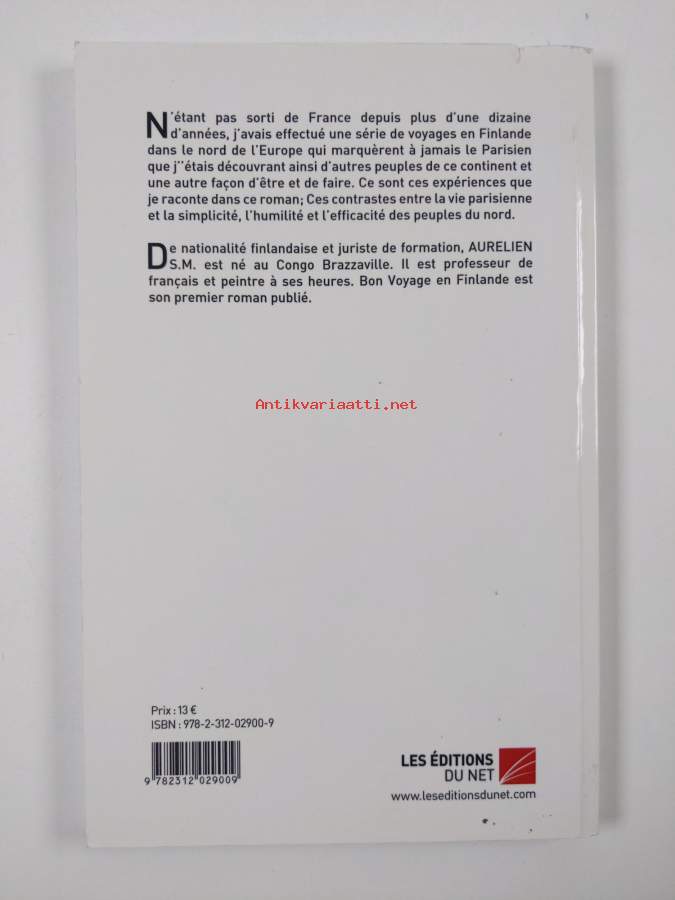 N'étant pas sorti de France depuis plus d'une dizaine
d'années, j'avais effectué une série de voyages en Finlande
dans le nord de l'Europe qui marquèrent à jamais le Parisien
que j''étais découvrant ainsi d'autres peuples de ce continent et
une autre façon d'être et de faire. Ce sont ces expériences que
je raconte dans ce roman; Ces contrastes entre la vie parisienne
et la simplicité, l'humilité et l'efficacité des peuples du nord.
De nationalité finlandaise et juriste de formation, AURELIEN
S.M. est né au Congo Brazzaville. Il est professeur de
français et peintre à ses heures. Bon Voyage en Finlande est
son premier roman publié.
Antikvariaatti.net
Prix : 13 €
ISBN : 978-2-312-02900-9
9 782312 029009
LES ÉDITIONS
DU NET
www.leseditionsdunet.com